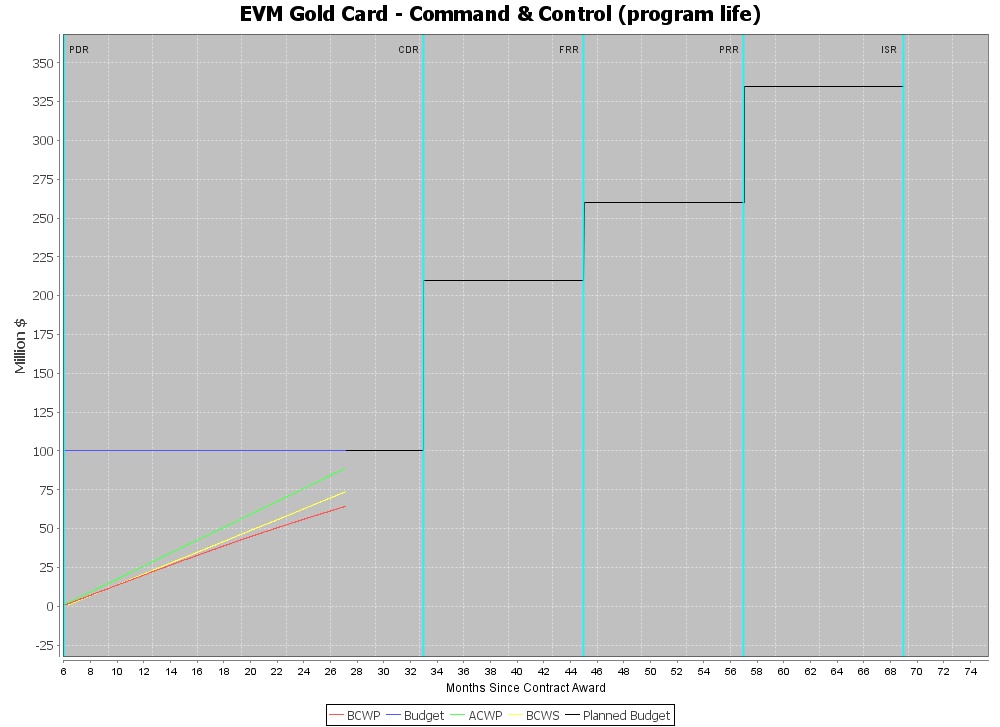 EVM Gold Card - Command & Control (program life)
PDR CDR FRR PRR ISR
350
325
300
275
250
225
200
175
150
125
100
75
50
25
0
-25
Million $
6 8 10 12 14 16 18 20 22 24 26 28 30 32 34 36 38 40 42 44 46 48 50 52 54 56 58 60 62 64 66 68 70 72 74
Months Since Contract Award
BCWP Budget ACWP BCWS Planned Budget